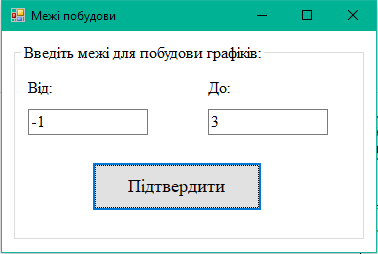 Межі побудови
Введіть межі для побудови графіків:
Від: До:
-1 3
Підтвердити